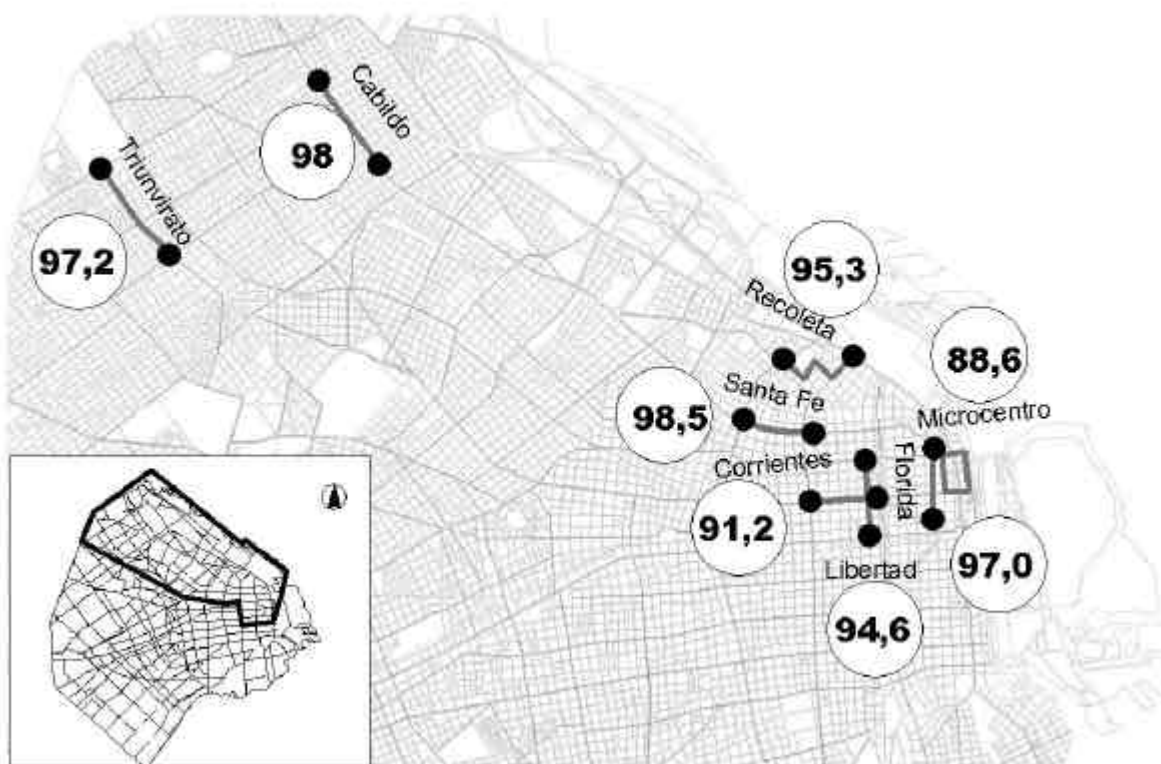 Cabildo
98
Triunvirato
97,2
95,3
Recoleta
88,6
Santa Fe
98,5
Microcentro
Corrientes
Florida
91,2
97,0
Libertad
94,6